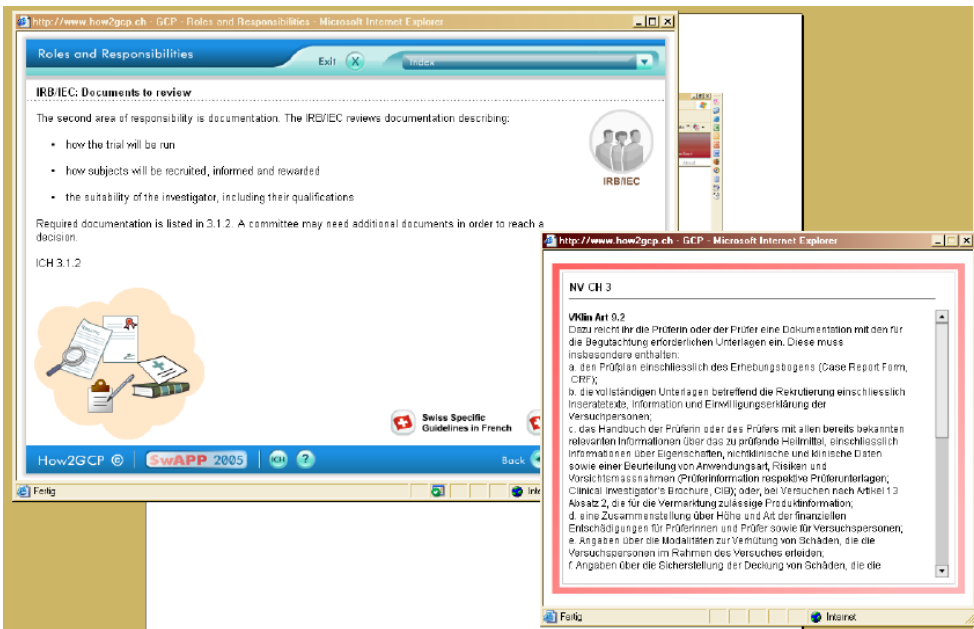 http://www.how2gcp.ch - GCP - Roles and Responsibilities - Microsoft Internet Explorer
Roles and Responsibilities
Exit
X
Index
IRB/IEC: Documents to review
The second area of responsibility is documentation. The IRB/IEC reviews documentation describing:
• how the trial will be run
• how subjects will be recruited, informed and rewarded
• the suitability of the investigator, including their qualifications
IRB/IEC
Required documentation is listed in 3.1.2. A committee may need additional documents in order to reach a
decision.
ICH 3.1.2
Swiss Specific
Guidelines in French
How2GCP ©
SwAPP 2005
ICH
?
Back
Fertig
http://www.how2gcp.ch - GCP - Microsoft Internet Explorer
NV CH 3
VKlin Art 9.2
Dazu reicht ihr die Prüferin oder der Prüfer eine Dokumentation mit den für
die Begutachtung erforderlichen Unterlagen ein. Diese muss
insbesondere enthalten:
a. den Prüfplan einschliesslich des Erhebungsbogens (Case Report Form,
CRF);
b. die vollständigen Unterlagen betreffend die Rekrutierung einschliesslich
Inseratetexte, Information und Einwilligungserklärung der
Versuchpersonen;
c. das Handbuch der Prüferin oder des Prüfers mit allen bereits bekannten
relevanten Informationen über das zu prüfende Heilmittel, einschliesslich
Informationen über Eigenschaften, nichtklinische und klinische Daten
sowie einer Beurteilung von Anwendungsart, Risiken und
Vorsichtsmassnahmen (Prüferinformation respektive Prüferunterlagen;
Clinical Investigator's Brochure, CIB); oder, bei Versuchen nach Artikel 13
Absatz 2, die für die Vermarktung zulässige Produktinformation;
d. eine Zusammenstellung über Höhe und Art der finanziellen
Entschädigungen für Prüferinnen und Prüfer sowie für Versuchspersonen;
e. Angaben über die Modalitäten zur Verhütung von Schäden, die die
Versuchspersonen im Rahmen des Versuches erleiden;
f. Angaben über die Sicherstellung der Deckung von Schäden, die die
Fertig
Internet